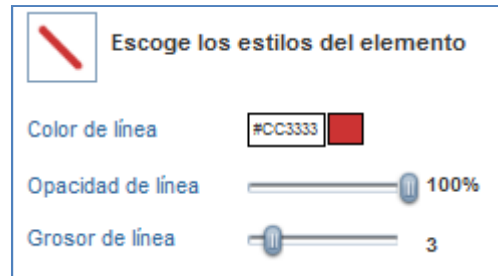 Escoge los estilos del elemento
Color de línea #CC3333
Opacidad de línea 100%
Grosor de línea 3